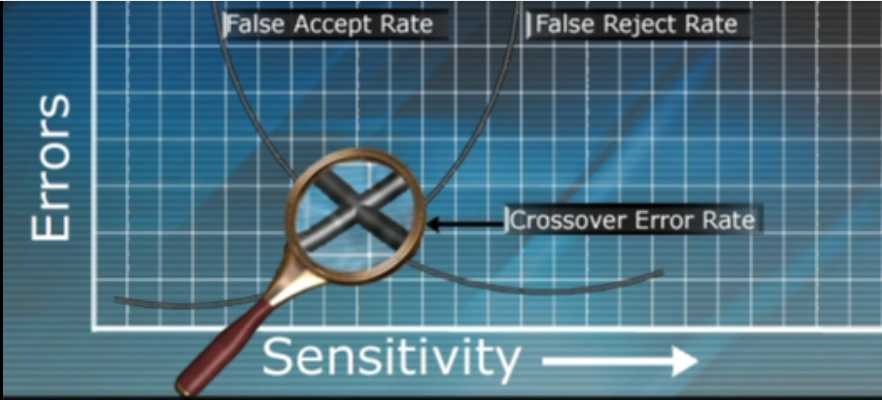 False Accept Rate
False Reject Rate
Errors
Crossover Error Rate
Sensitivity